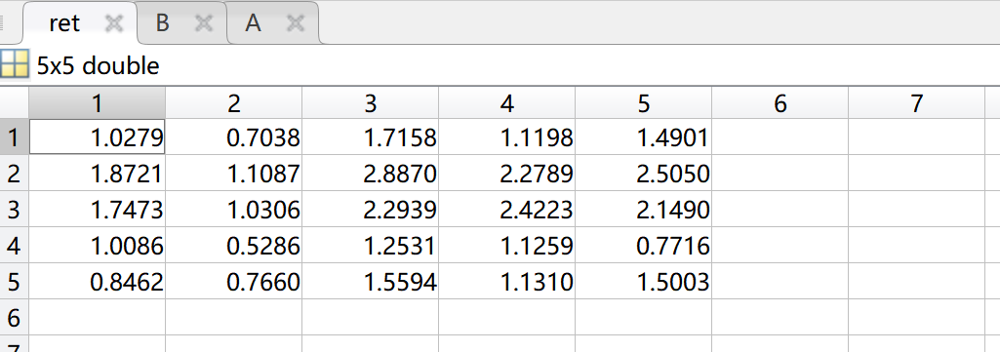 ret B A
5x5 double
1 2 3 4 5 6 7
1 1.0279 0.7038 1.7158 1.1198 1.4901
2 1.8721 1.1087 2.8870 2.2789 2.5050
3 1.7473 1.0306 2.2939 2.4223 2.1490
4 1.0086 0.5286 1.2531 1.1259 0.7716
5 0.8462 0.7660 1.5594 1.1310 1.5003
6
7